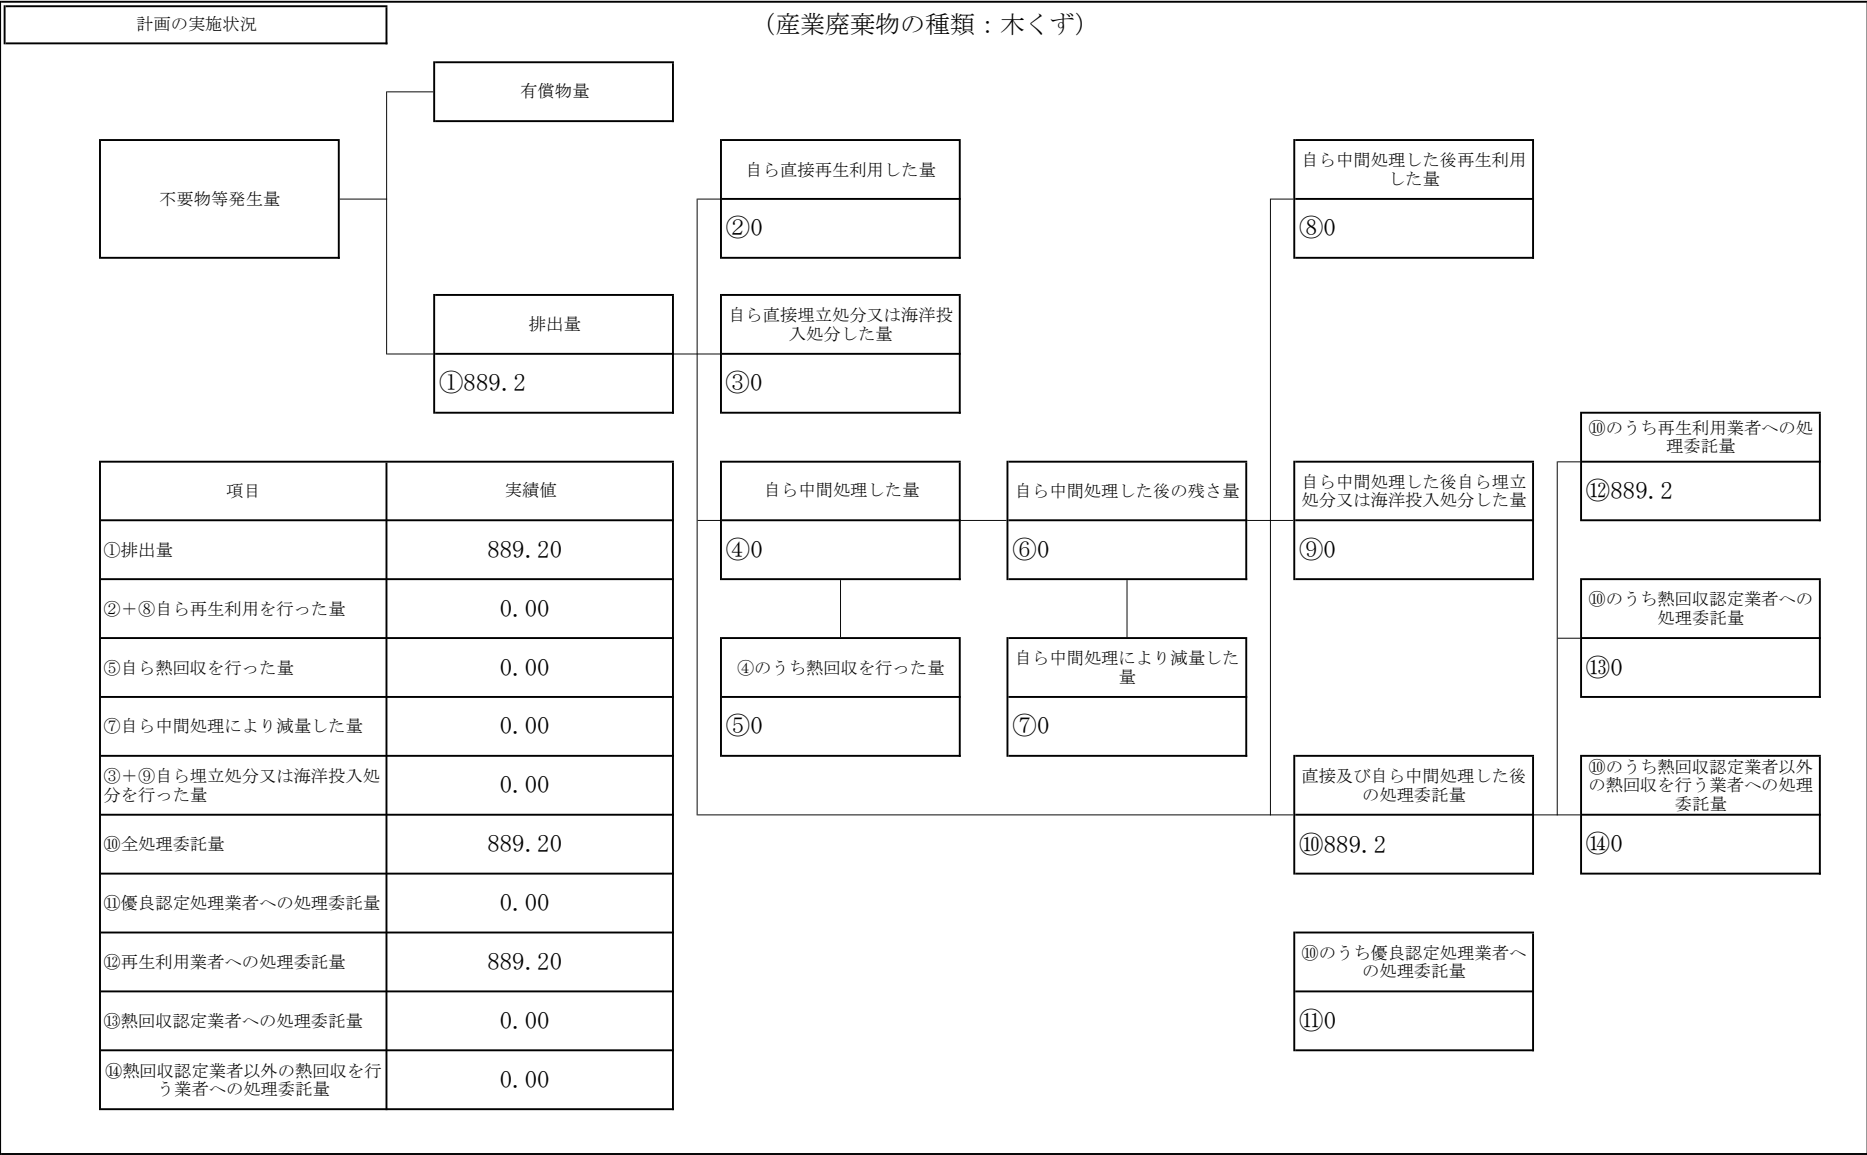 計画の実施状況
（産業廃棄物の種類：木くず）
有償物量
不要物等発生量
自ら直接再生利用した量
②0
自ら中間処理した後再生利用
した量
⑧0
排出量
①889.2
自ら直接埋立処分又は海洋投
入処分した量
③0
⑩のうち再生利用業者への処
理委託量
⑫889.2
自ら中間処理した量
④0
自ら中間処理した後の残さ量
⑥0
自ら中間処理した後自ら埋立
処分又は海洋投入処分した量
⑨0
⑩のうち熱回収認定業者への
処理委託量
⑬0
④のうち熱回収を行った量
⑤0
自ら中間処理により減量した
量
⑦0
直接及び自ら中間処理した後
の処理委託量
⑩889.2
⑩のうち熱回収認定業者以外
の熱回収を行う業者への処理
委託量
⑭0
⑩のうち優良認定処理業者へ
の処理委託量
⑪0
項目 実績値
①排出量 889.20
②＋⑧自ら再生利用を行った量 0.00
⑤自ら熱回収を行った量 0.00
⑦自ら中間処理により減量した量 0.00
③＋⑨自ら埋立処分又は海洋投入処
分を行った量 0.00
⑩全処理委託量 889.20
⑪優良認定処理業者への処理委託量 0.00
⑫再生利用業者への処理委託量 889.20
⑬熱回収認定業者への処理委託量 0.00
⑭熱回収認定業者以外の熱回収を行
う業者への処理委託量 0.00